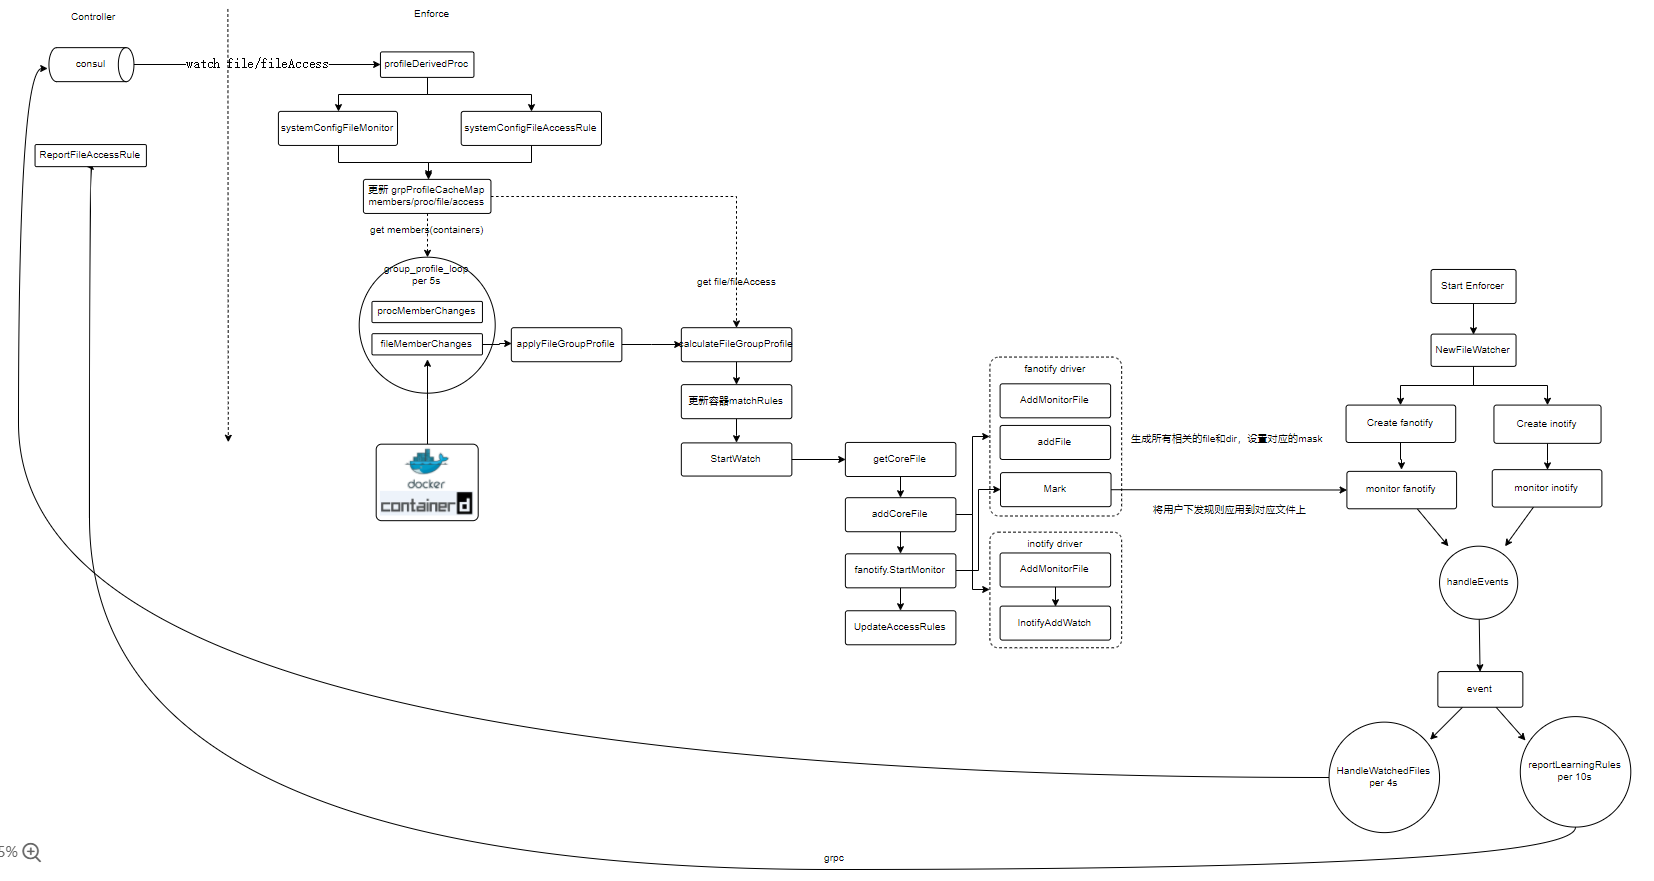 Controller
Enforce
consul
watch file/fileAccess
profileDerivedProc
systemConfigFileMonitor
systemConfigFileAccessRule
ReportFileAccessRule
更新 grpProfileCacheMap
members/proc/file/access
get members(containers)
group_profile_loop
per 5s
procMemberChanges
fileMemberChanges
applyFileGroupProfile
get file/fileAccess
calculateFileGroupProfile
更新容器matchRules
StartWatch
docker
containerd
getCoreFile
addCoreFile
fanotify.StartMonitor
UpdateAccessRules
fanotify driver
AddMonitorFile
addFile
Mark
生成所有相关的file和dir，设置对应的mask
将用户下发规则应用到对应文件上
inotify driver
AddMonitorFile
InotifyAddWatch
Start Enforcer
NewFileWatcher
Create fanotify
Create inotify
monitor fanotify
monitor inotify
handleEvents
event
HandleWatchedFiles
per 4s
reportLearningRules
per 10s
grpc
5%